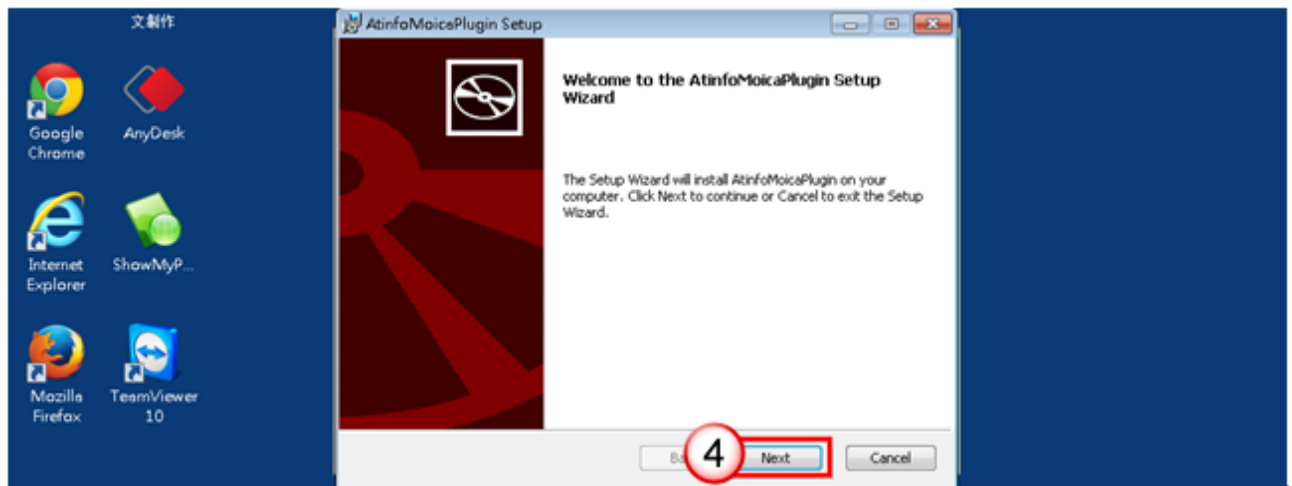 文製作
Google
Chrome
AnyDesk
Internet
Explorer
ShowMyP...
Mozilla
Firefox
TeamViewer
10
AtinfoMoicaPlugin Setup
Welcome to the AtinfoMoicaPlugin Setup
Wizard
The Setup Wizard will install AtinfoMoicaPlugin on your
computer. Click Next to continue or Cancel to exit the Setup
Wizard.
4
Next
Cancel